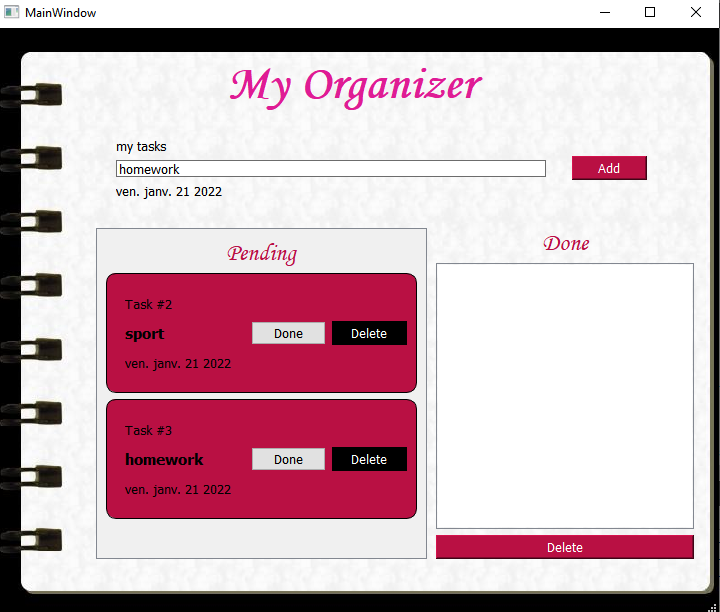 MainWindow
My Organizer
my tasks
homework
Add
ven. janv. 21 2022
Pending
Task #2
sport
Done
Delete
ven. janv. 21 2022
Task #3
homework
Done
Delete
ven. janv. 21 2022
Done
Delete